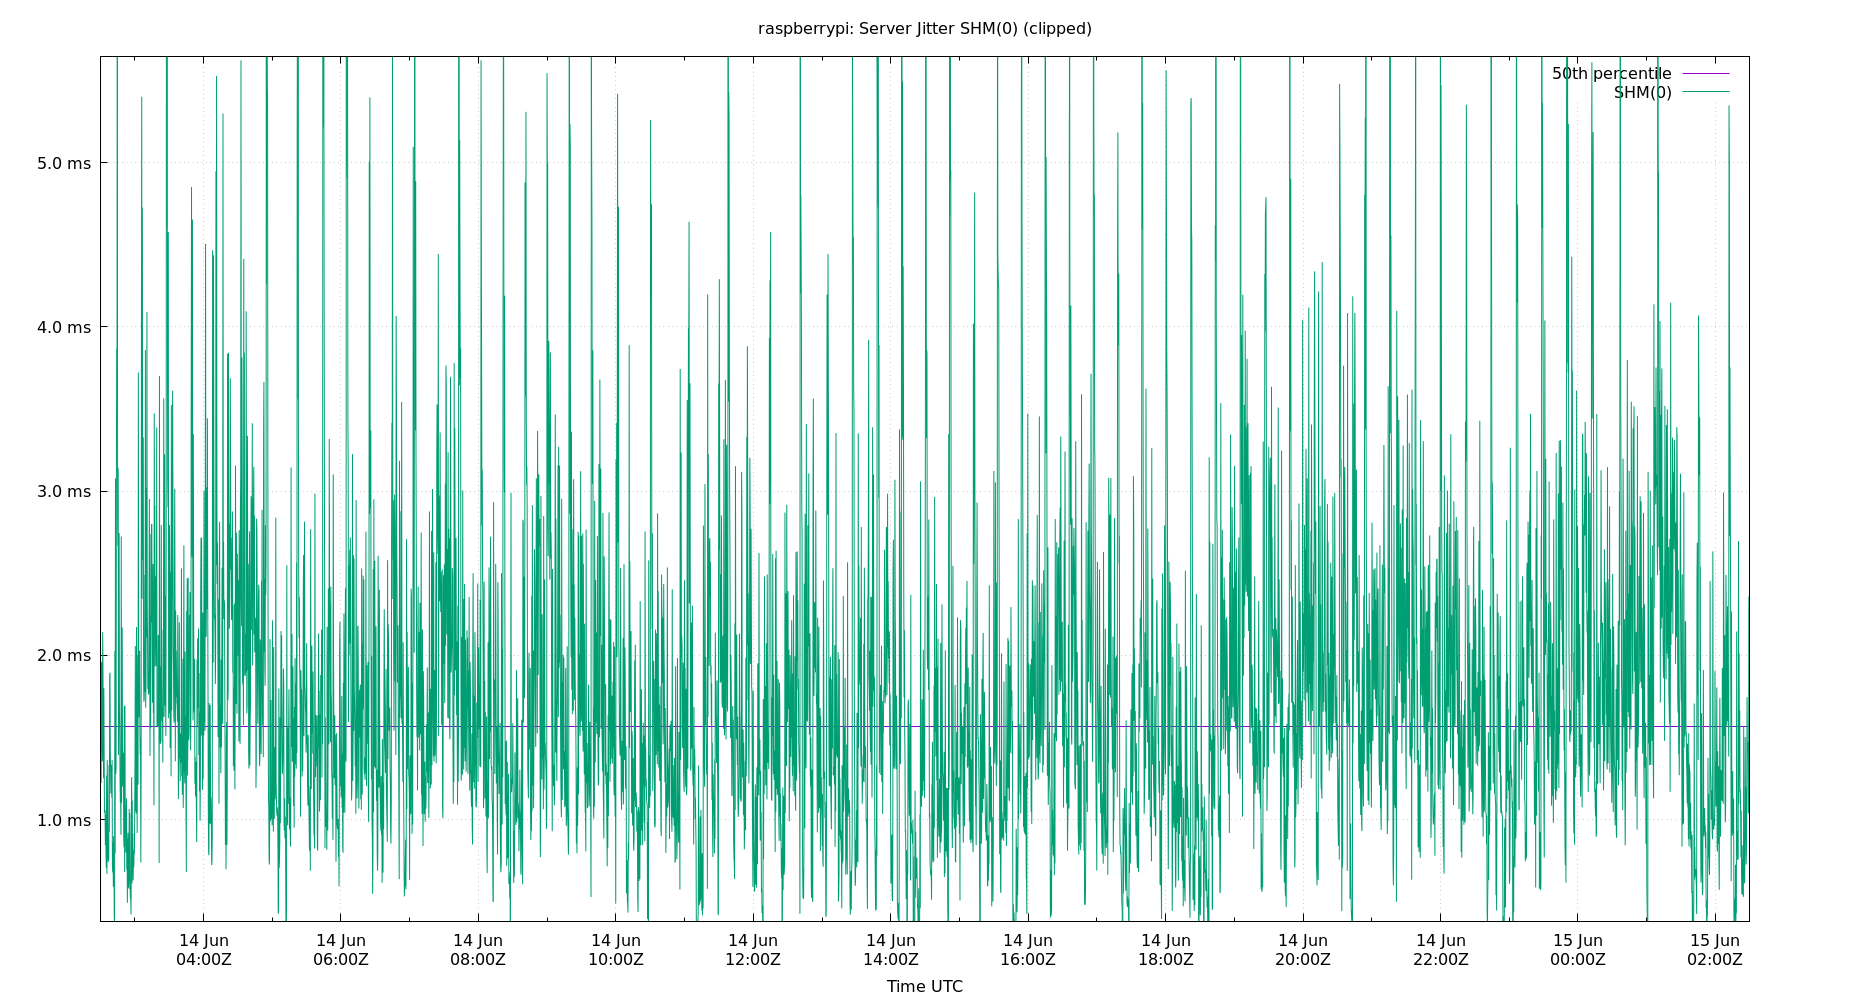 raspberrypi: Server Jitter SHM(0) (clipped)
50th percentile
SHM(0)
5.0 ms
4.0 ms
3.0 ms
2.0 ms
1.0 ms
14 Jun 14 Jun 14 Jun 14 Jun 14 Jun 14 Jun 14 Jun 14 Jun 14 Jun 14 Jun 15 Jun 15 Jun
04:00Z 06:00Z 08:00Z 10:00Z 12:00Z 14:00Z 16:00Z 18:00Z 20:00Z 22:00Z 00:00Z 02:00Z
Time UTC